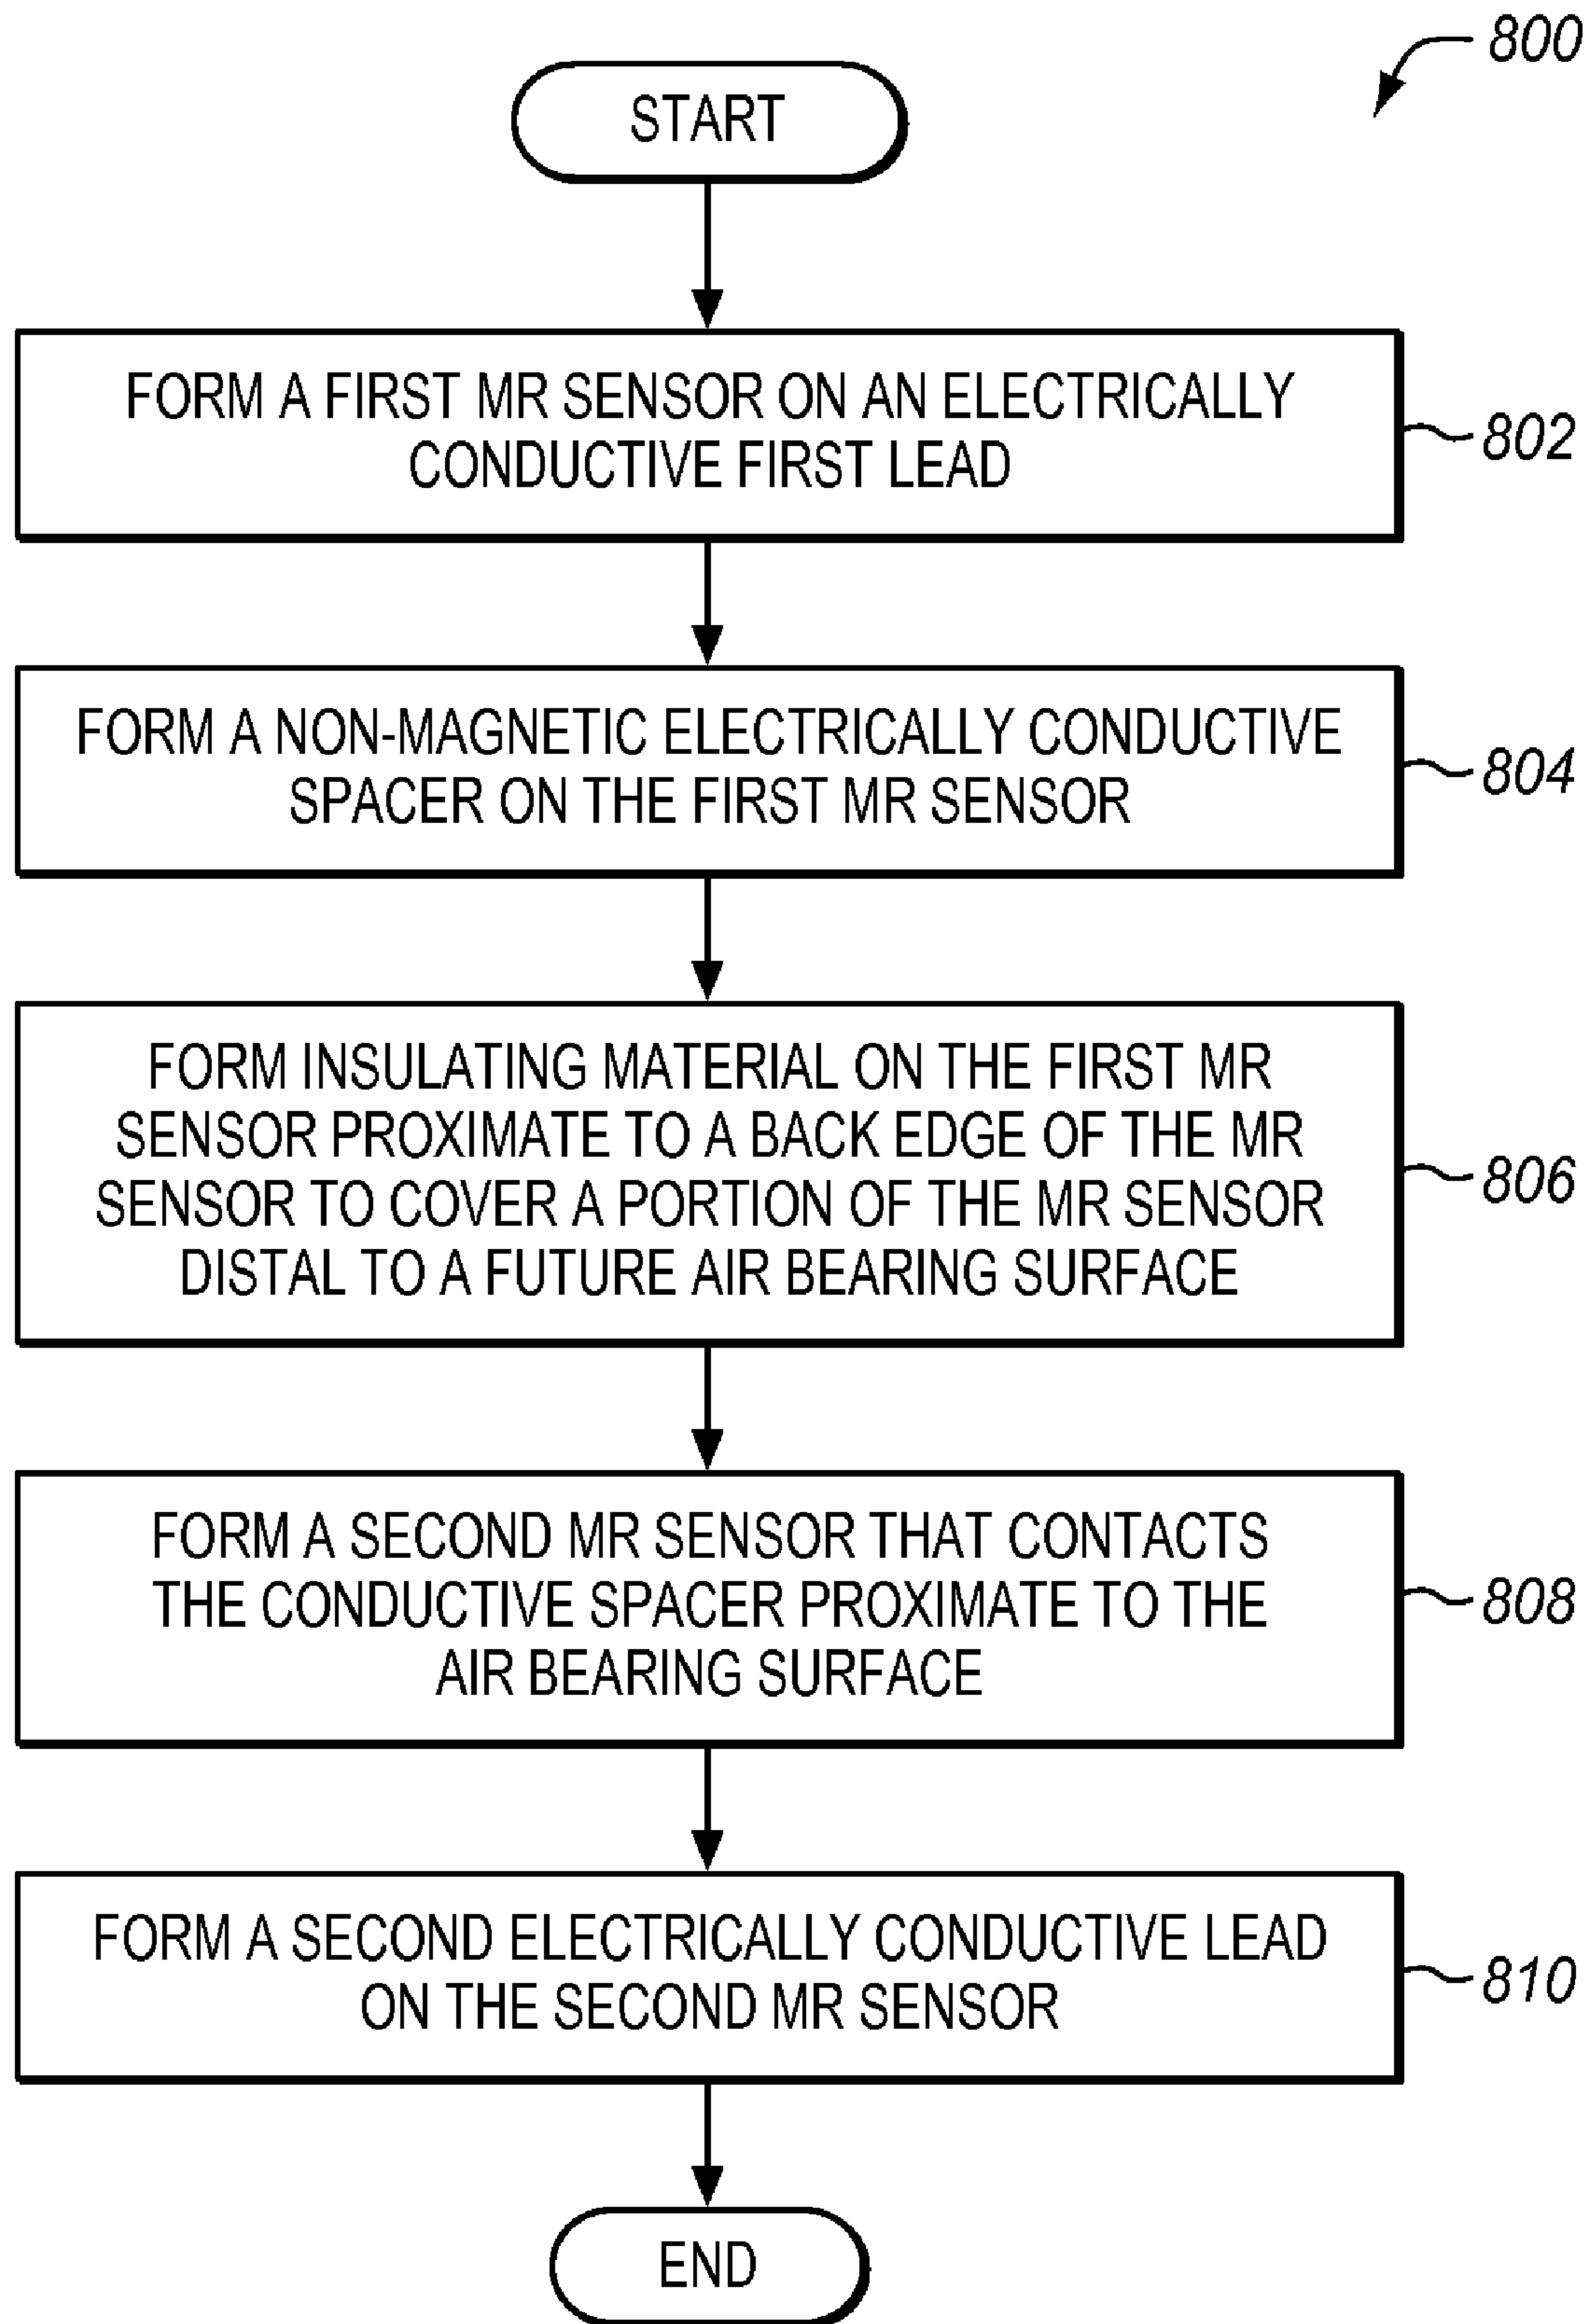 800
START
FORM A FIRST MR SENSOR ON AN ELECTRICALLY
CONDUCTIVE FIRST LEAD
802
FORM A NON-MAGNETIC ELECTRICALLY CONDUCTIVE
SPACER ON THE FIRST MR SENSOR
804
FORM INSULATING MATERIAL ON THE FIRST MR
SENSOR PROXIMATE TO A BACK EDGE OF THE MR
SENSOR TO COVER A PORTION OF THE MR SENSOR
DISTAL TO A FUTURE AIR BEARING SURFACE
806
FORM A SECOND MR SENSOR THAT CONTACTS
THE CONDUCTIVE SPACER PROXIMATE TO THE
AIR BEARING SURFACE
808
FORM A SECOND ELECTRICALLY CONDUCTIVE LEAD
ON THE SECOND MR SENSOR
810
END